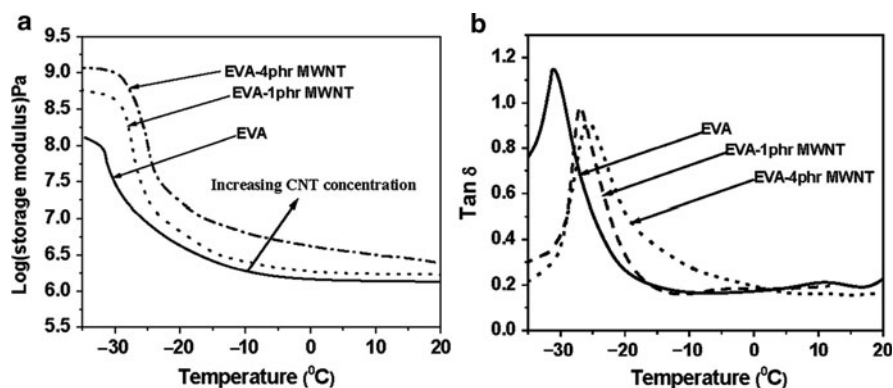 a
Log(storage modulus)Pa
9.5
9.0
8.5
8.0
7.5
7.0
6.5
6.0
5.5
EVA-4phr MWNT
EVA-1phr MWNT
EVA
Increasing CNT concentration
−30 −20 −10 0 10 20
Temperature (⁰C)
b
Tan δ
1.2
1.0
0.8
0.6
0.4
0.2
0.0
EVA
EVA-1phr MWNT
EVA-4phr MWNT
−30 −20 −10 0 10 20
Temperature (⁰C)